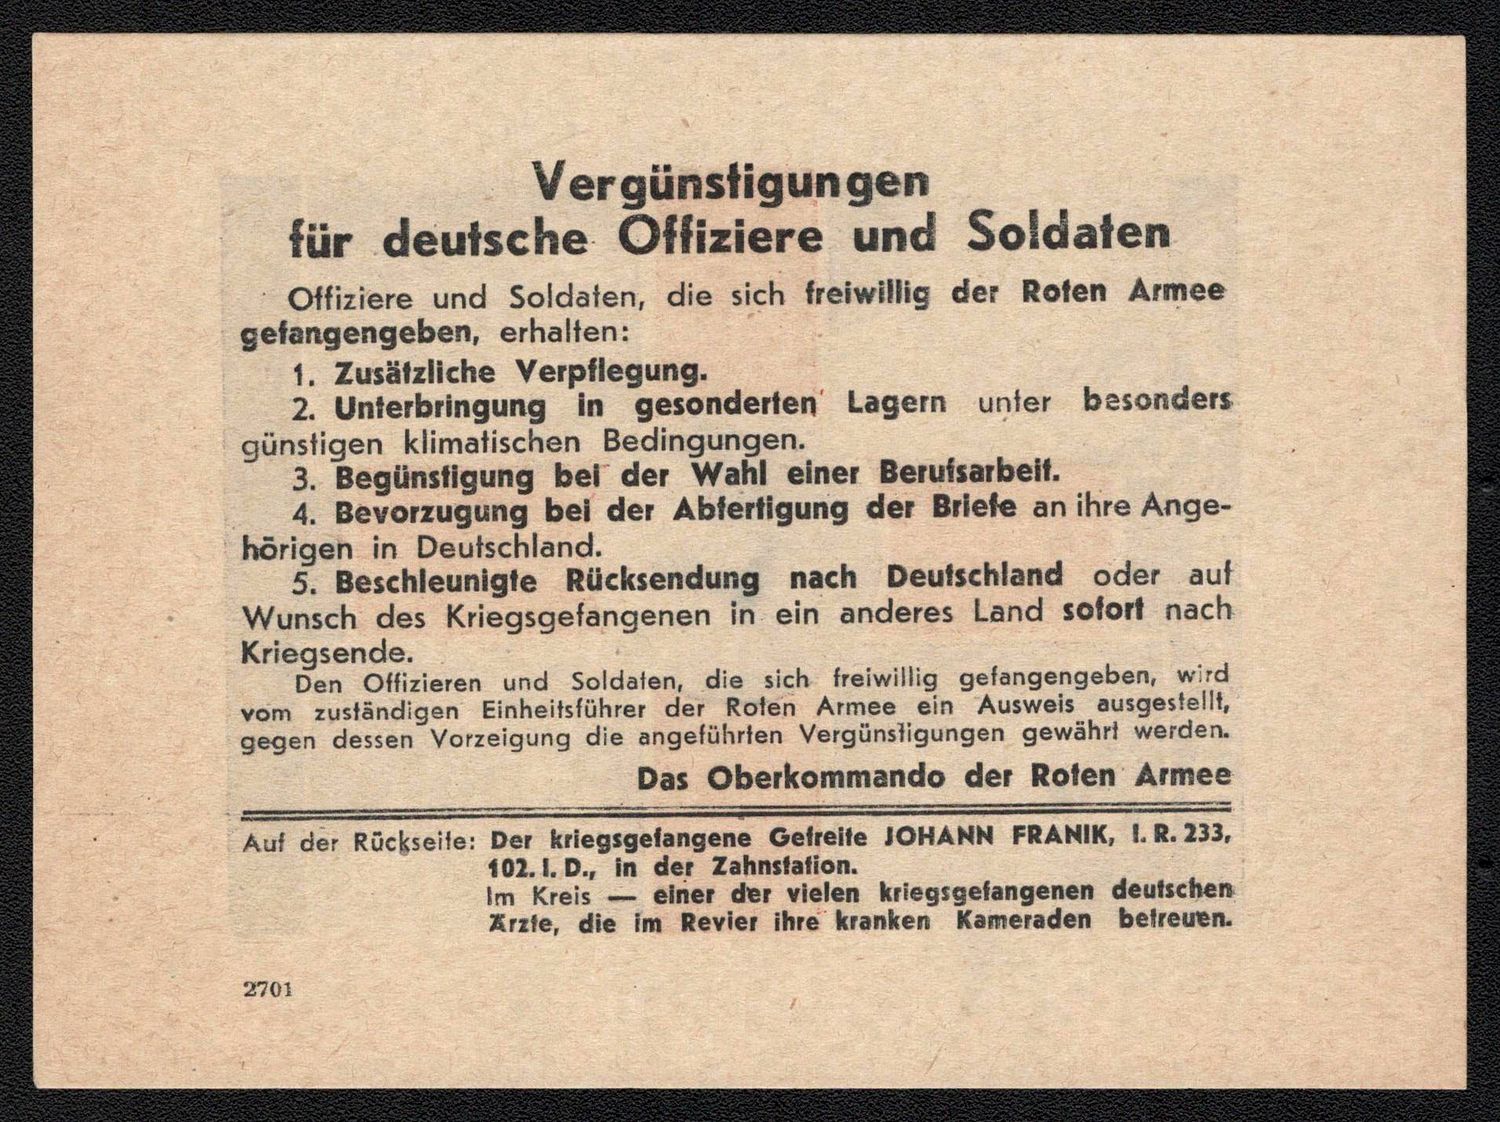 Vergünstigungen
für deutsche Offiziere und Soldaten
Offiziere und Soldaten, die sich freiwillig der Roten Armee
gefangengeben, erhalten:
1. Zusätzliche Verpflegung.
2. Unterbringung in gesonderten Lagern unter besonders
günstigen klimatischen Bedingungen.
3. Begünstigung bei der Wahl einer Berufsarbeit.
4. Bevorzugung bei der Abfertigung der Briefe an ihre Ange-
hörigen in Deutschland.
5. Beschleunigte Rücksendung nach Deutschland oder auf
Wunsch des Kriegsgefangenen in ein anderes Land sofort nach
Kriegsende.
Den Offizieren und Soldaten, die sich freiwillig gefangengeben, wird
vom zuständigen Einheitsführer der Roten Armee ein Ausweis ausgestellt,
gegen dessen Vorzeigung die angeführten Vergünstigungen gewährt werden.
Das Oberkommando der Roten Armee
Auf der Rückseite: Der kriegsgefangene Gefreite JOHANN FRANIK, I. R. 233,
102. I. D., in der Zahnstation.
Im Kreis — einer der vielen kriegsgefangenen deutschen
Ärzte, die im Revier ihre kranken Kameraden betreuen.
2701